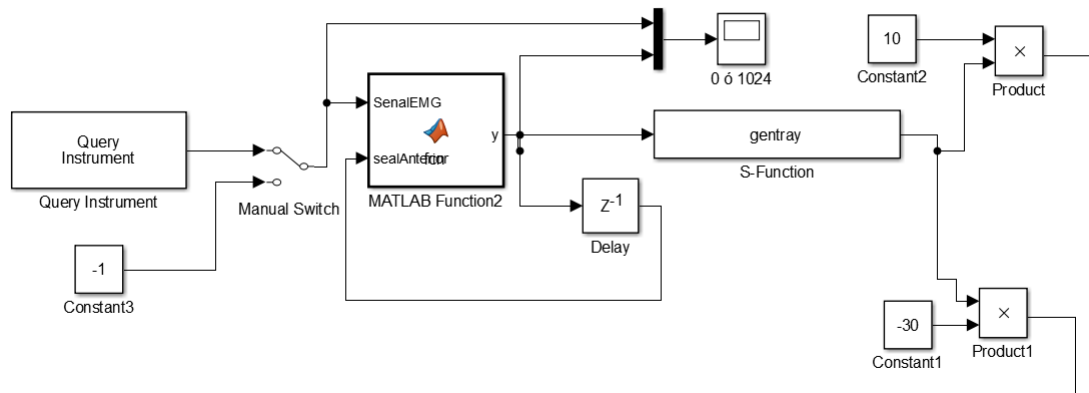 Query
Instrument
Query Instrument
-1
Constant3
Manual Switch
SenalEMG
y
fcn
MATLAB Function2
0 ó 1024
gentray
S-Function
Z-1
Delay
10
Constant2
×
Product
-30
Constant1
×
Product1